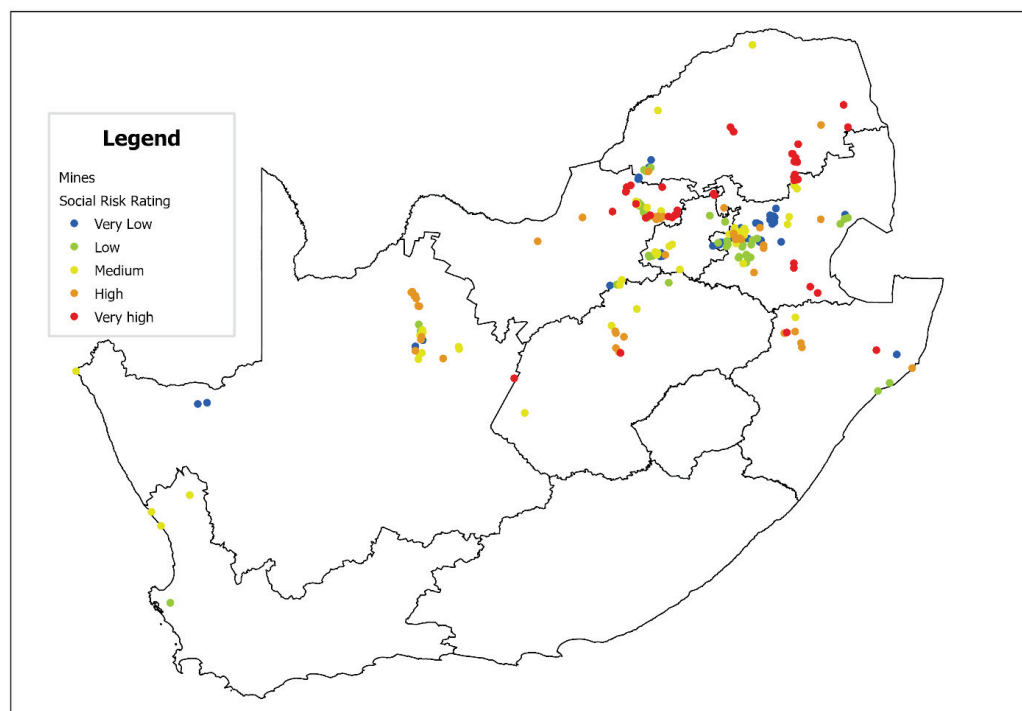 Legend
Mines
Social Risk Rating
Very Low
Low
Medium
High
Very high